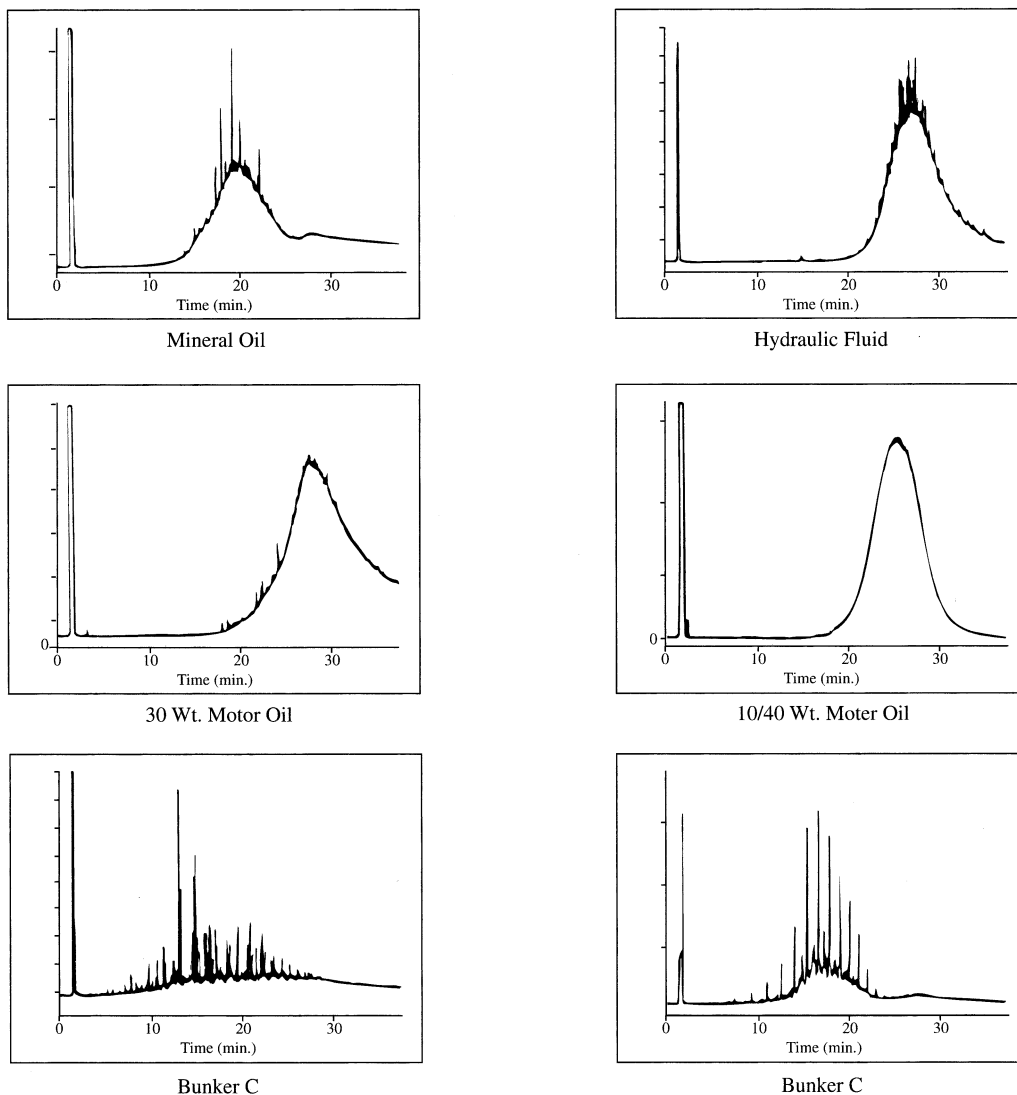 0 10 20 30
Time (min.)
Mineral Oil
0 10 20 30
Time (min.)
Hydraulic Fluid
0
0 10 20 30
Time (min.)
30 Wt. Motor Oil
0
0 10 20 30
Time (min.)
10/40 Wt. Moter Oil
0 10 20 30
Time (min.)
Bunker C
0 10 20 30
Time (min.)
Bunker C